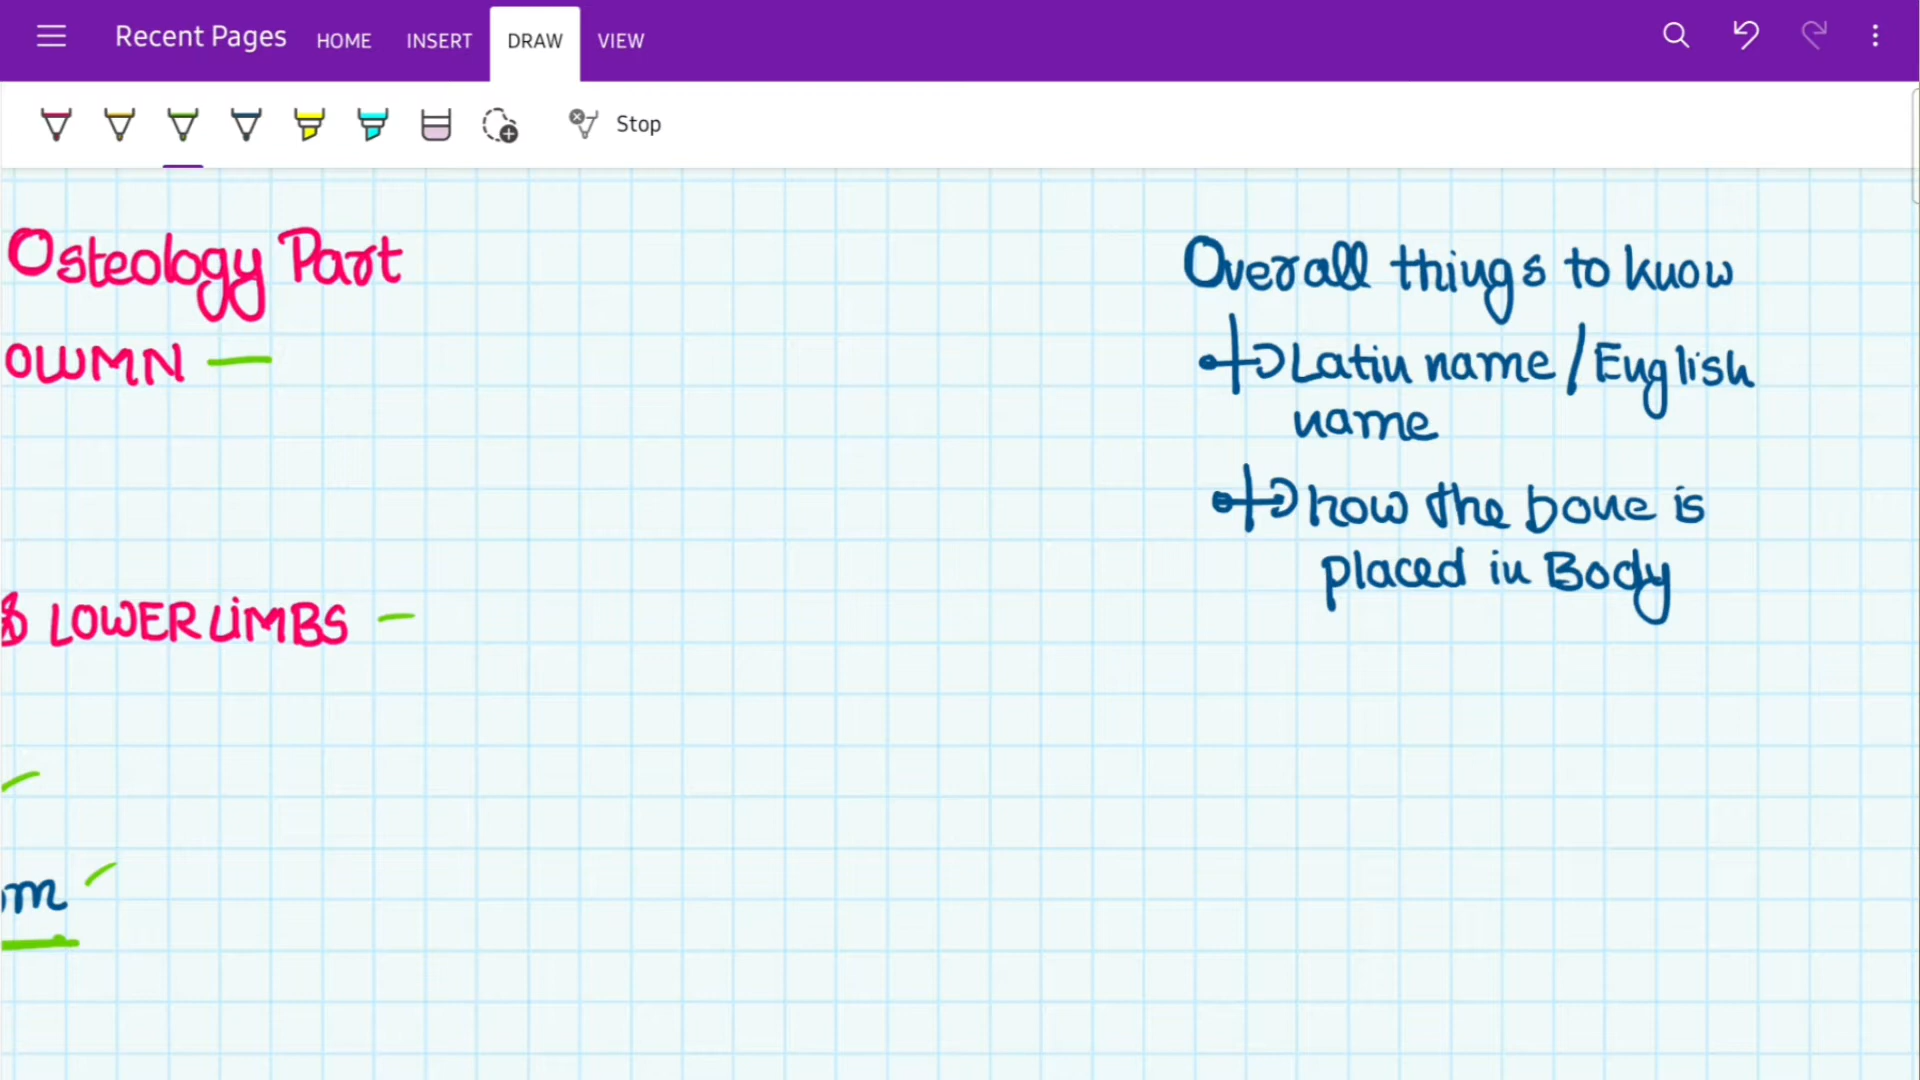 Recent Pages HOME INSERT DRAW VIEW
Stop
Osteology Part
OLUMN
& LOWER LIMBS
om
Overall things to know
Latin name / English
name
how the bone is
placed in Body